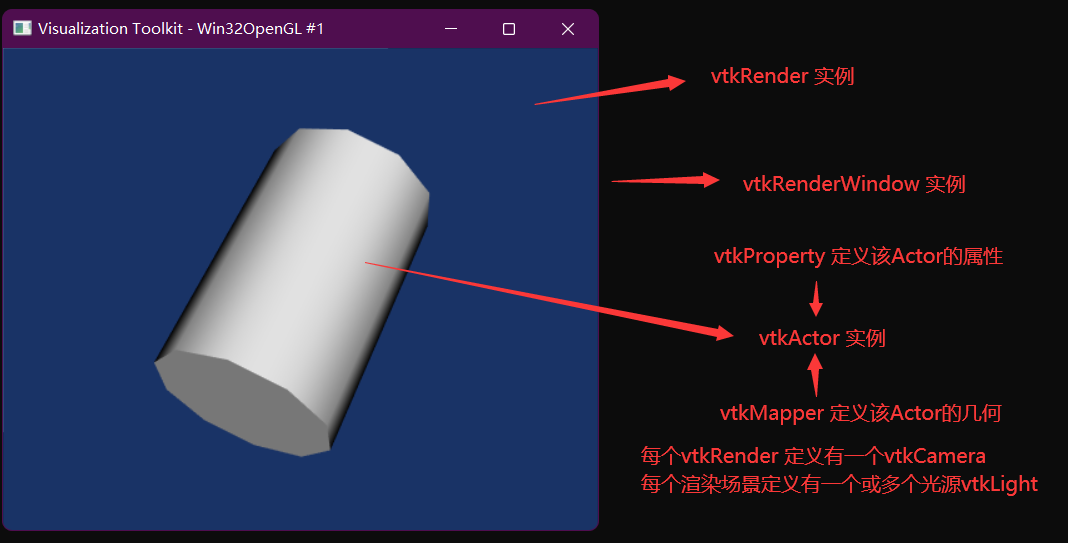 Visualization Toolkit - Win32OpenGL #1
vtkRender 实例
vtkRenderWindow 实例
vtkProperty 定义该Actor的属性
vtkActor 实例
vtkMapper 定义该Actor的几何
每个vtkRender 定义有一个vtkCamera
每个渲染场景定义有一个或多个光源vtkLight